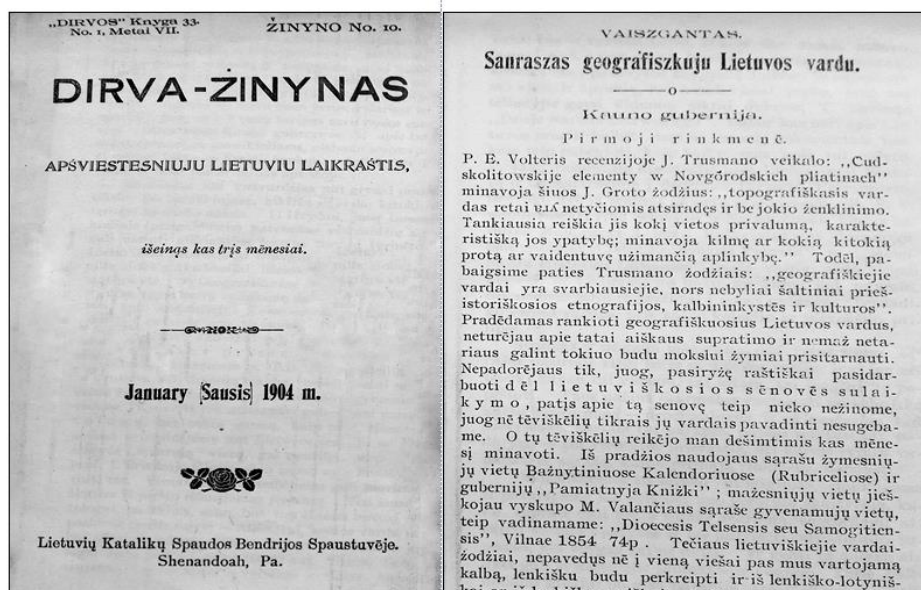 „DIRVOS" Knyga 33.
No. 1, Metai VII.
ŽINYNO No. 10.
DIRVA-ŽINYNAS
APŠVIESTESNIUJU LIETUVIU LAIKRAŠTIS,
išeinąs kas trįs mėnesiai.
January (Sausis) 1904 m.
Lietuvių Katalikų Spaudos Bendrijos Spaustuvėje.
Shenandoah, Pa.
VAISZGANTAS.
Sanraszas geografiszkuju Lietuvos vardu.
Kauno gubernija.
Pirmoji rinkmenė.
P. E. Volteris recenzijoje J. Trusmano veikalo: „Čud-
skolitowskije elementy w Novgórodskich pliatinach"
minavoja šiuos J. Groto žodžius: „topografiškasis var-
das retai yra netyčiomis atsiradęs ir be jokio ženklinimo.
Tankiausia reiškia jis kokį vietos privalumą, karakte-
ristišką jos ypatybę; minavoja kilmę ar kokią kitokią
protą ar vaidentuvę užimančią aplinkybę." Todėl, pa-
baigsime paties Trusmano žodžiais: „geografiškiejie
vardai yra svarbiausiejie, nors nebyliai šaltiniai prieš-
istoriškosios etnografijos, kalbininkystės ir kulturos".
Pradėdamas rankioti geografiškuosius Lietuvos vardus,
neturėjau apie tatai aiškaus supratimo ir nemaž neta-
riaus galint tokiuo budu mokslui žymiai prisitarnauti.
Nepadorėjaus tik, juog, pasiryžę raštiškai pasidar-
buoti dėl lietuviškosios sėnovės sulai-
kymo, patįs apie tą senovę teip nieko nežinome,
juog nė tėviškėlių tikrais jų vardais pavadinti nesugeba-
me. O tų tėviškėlių reikėjo man dešimtimis kas mėne-
sį minavoti. Iš pradžios naudojaus sąrašu žymesnių-
jų vietų Bažnytiniuose Kalendoriuose (Rubriceliose) ir
gubernijų „Pamiatnyja Knižki"; mažesniųjų vietų jieš-
kojau vyskupo M. Valančiaus sąraše gyvenamųjų vietų,
teip vadinamame: „Dioecesis Telsensis seu Samogitien-
sis", Vilnae 1854 74p. Tečiaus lietuviškiejie vardai-
žodžiai, nepavedus nė į vieną viešai pas mus vartojamą
kalbą, lenkišku budu perkreipti ir iš lenkiško-lotyniš-